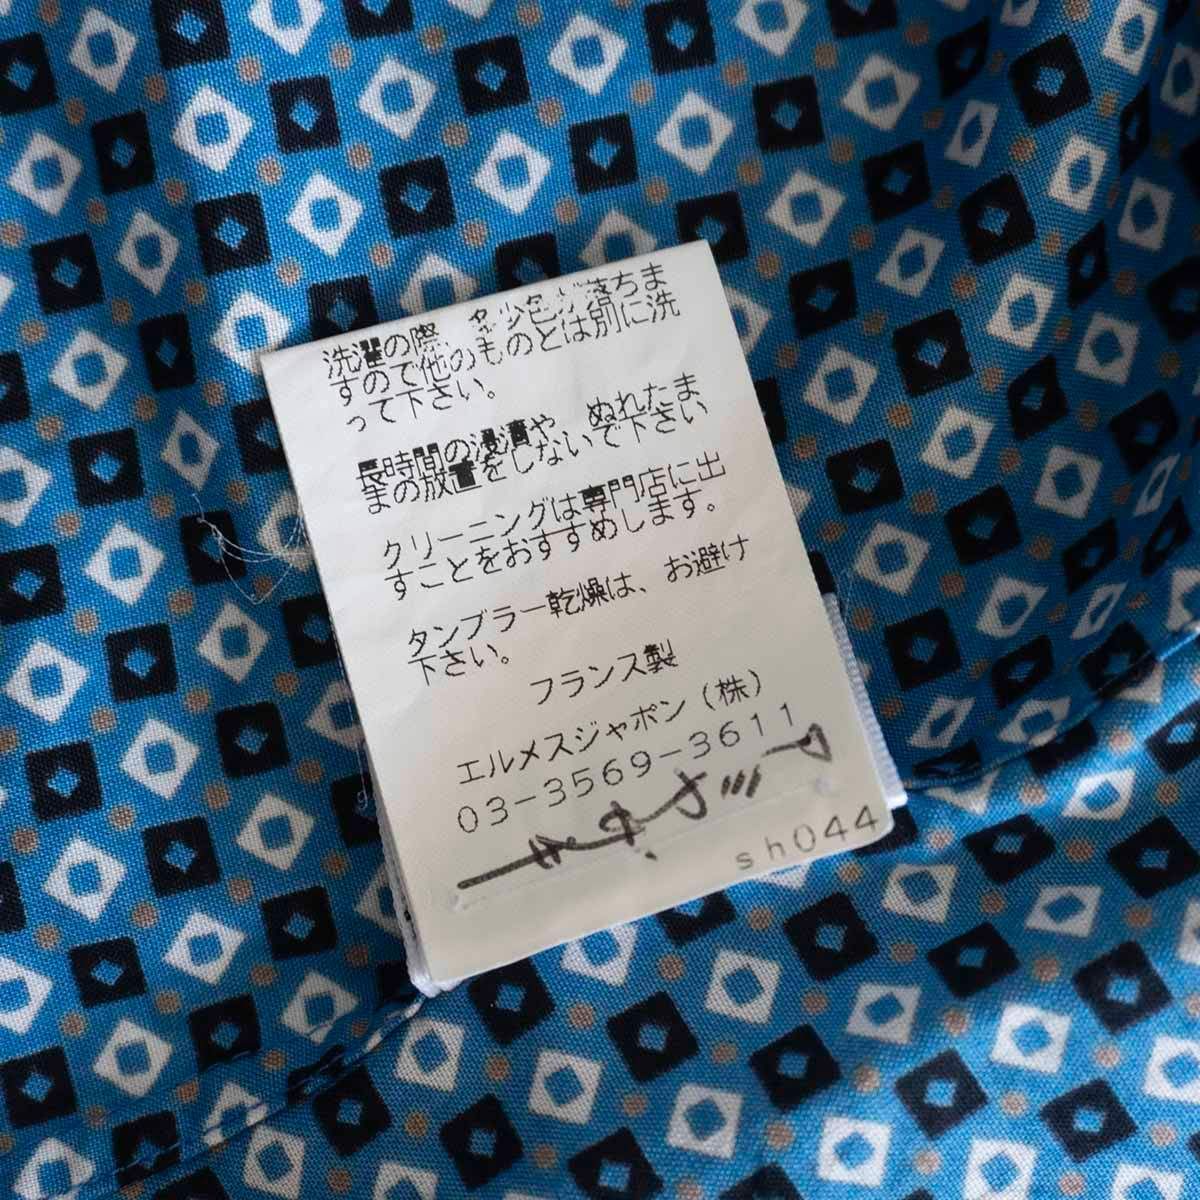 洗濯の際、多少色が落ちま
すので他のものとは別に洗
って下さい。
長時間の浸漬や、ぬれたま
まの放置をしないで下さい
クリーニングは専門店に出
すことをおすすめします。
タンブラー乾燥は、お避け
下さい。
フランス製
エルメスジャポン(株)
03-3569-3611
sh044